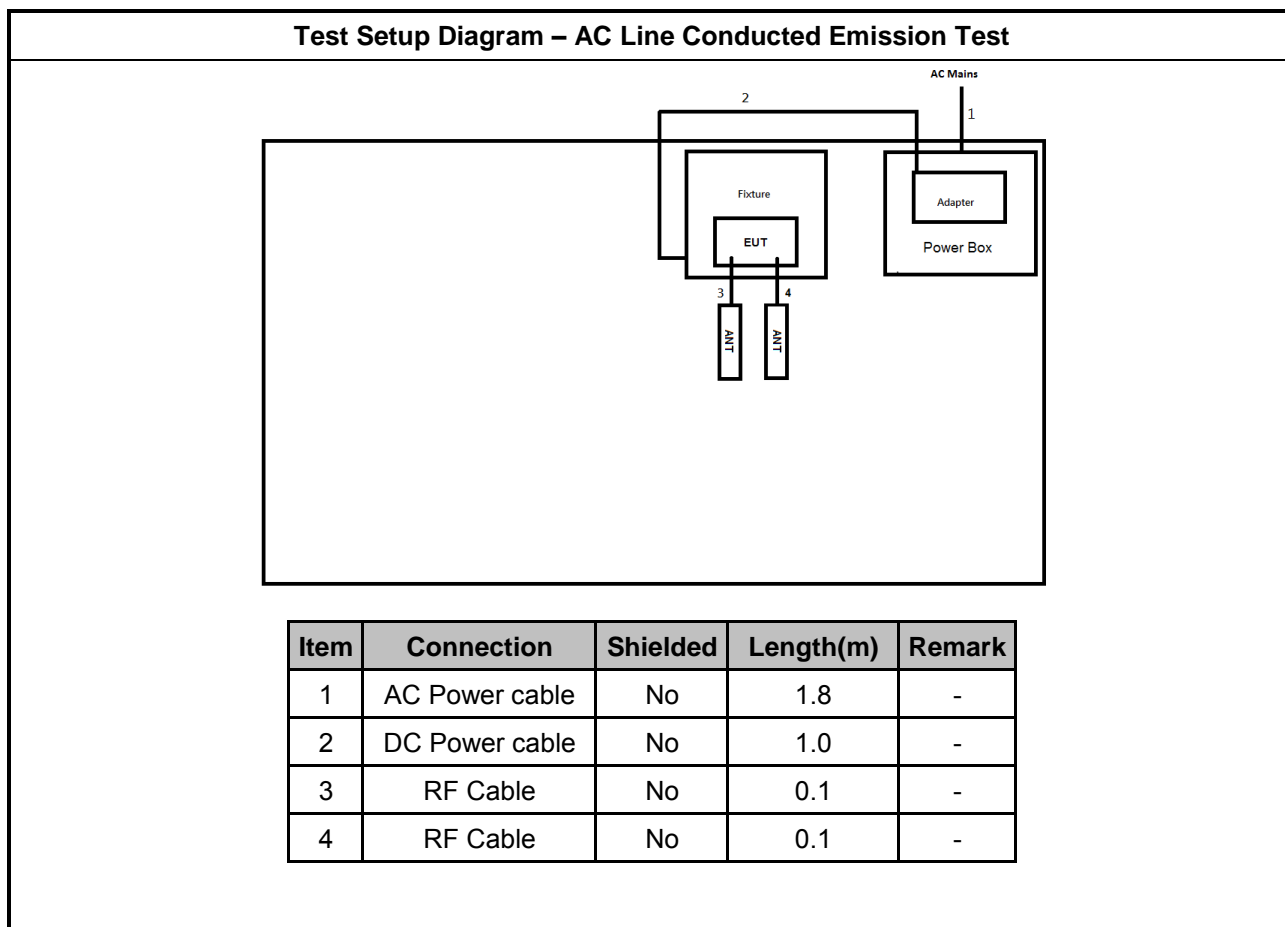 Test Setup Diagram – AC Line Conducted Emission Test
AC Mains
2
1
Fixture
Adapter
EUT
Power Box
3
4
ANT
ANT
Item Connection Shielded Length(m) Remark
1 AC Power cable No 1.8 -
2 DC Power cable No 1.0 -
3 RF Cable No 0.1 -
4 RF Cable No 0.1 -